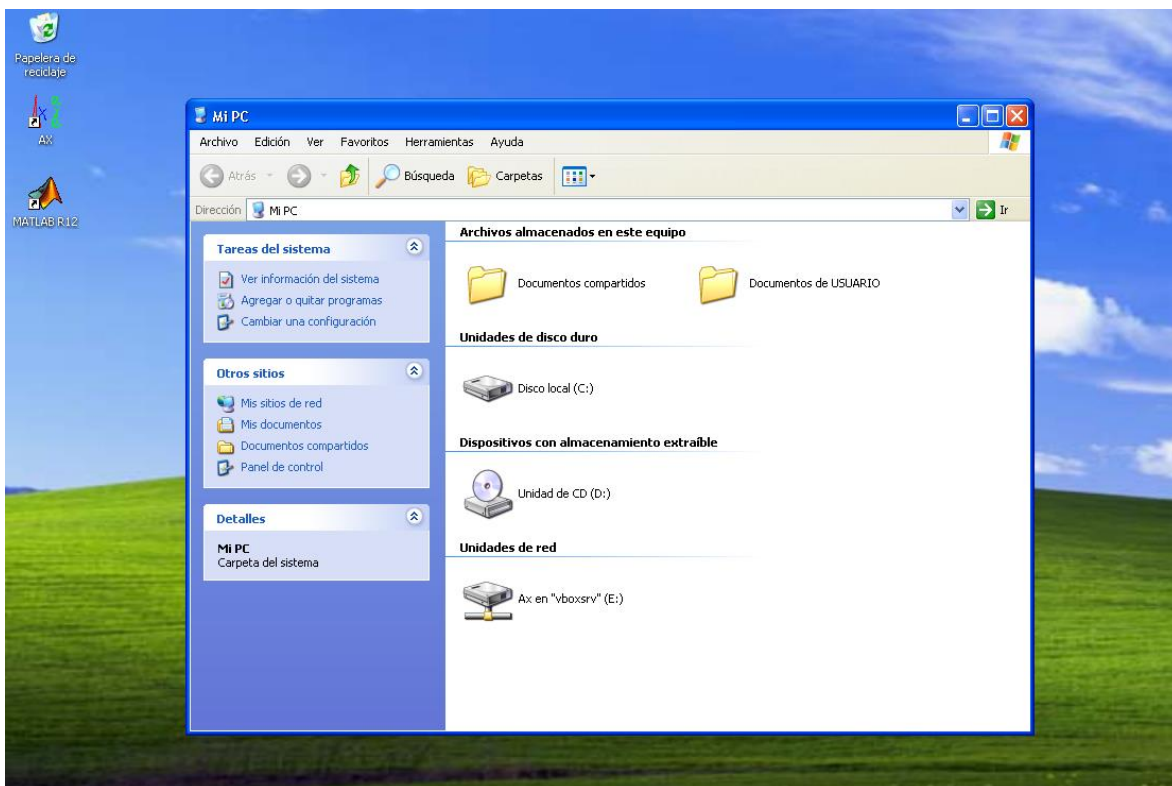 Papelera de
reciclaje
AX
MATLAB R12
Mi PC
Archivo Edición Ver Favoritos Herramientas Ayuda
Atrás Búsqueda Carpetas
Dirección Mi PC Ir
Tareas del sistema
Ver información del sistema
Agregar o quitar programas
Cambiar una configuración
Otros sitios
Mis sitios de red
Mis documentos
Documentos compartidos
Panel de control
Detalles
Mi PC
Carpeta del sistema
Archivos almacenados en este equipo
Documentos compartidos Documentos de USUARIO
Unidades de disco duro
Disco local (C:)
Dispositivos con almacenamiento extraíble
Unidad de CD (D:)
Unidades de red
Ax en "vboxsrv" (E:)